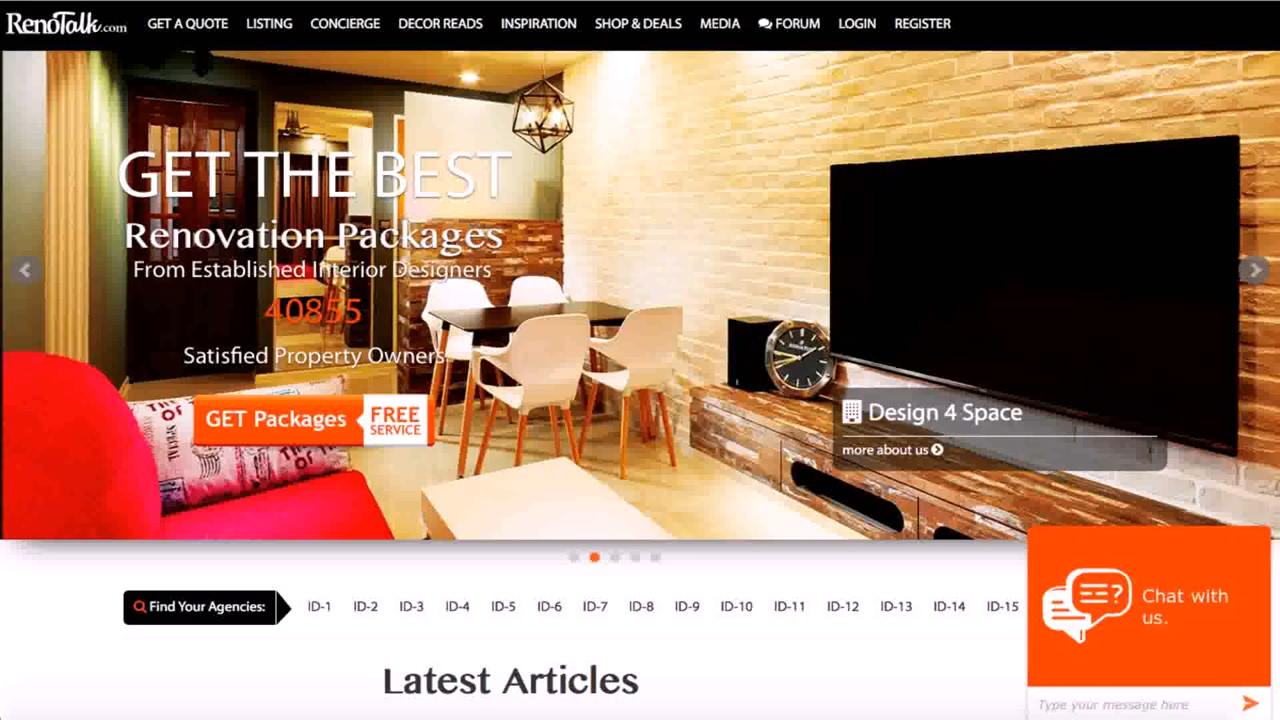 RenoTalk.com
GET A QUOTE LISTING CONCIERGE DECOR READS INSPIRATION SHOP & DEALS MEDIA FORUM LOGIN REGISTER
GET THE BEST
Renovation Packages
From Established Interior Designers
40855
Satisfied Property Owners
GET Packages
FREE
SERVICE
Design 4 Space
more about us
Find Your Agencies: ID-1 ID-2 ID-3 ID-4 ID-5 ID-6 ID-7 ID-8 ID-9 ID-10 ID-11 ID-12 ID-13 ID-14 ID-15
Chat with
us.
Latest Articles
Type your message here